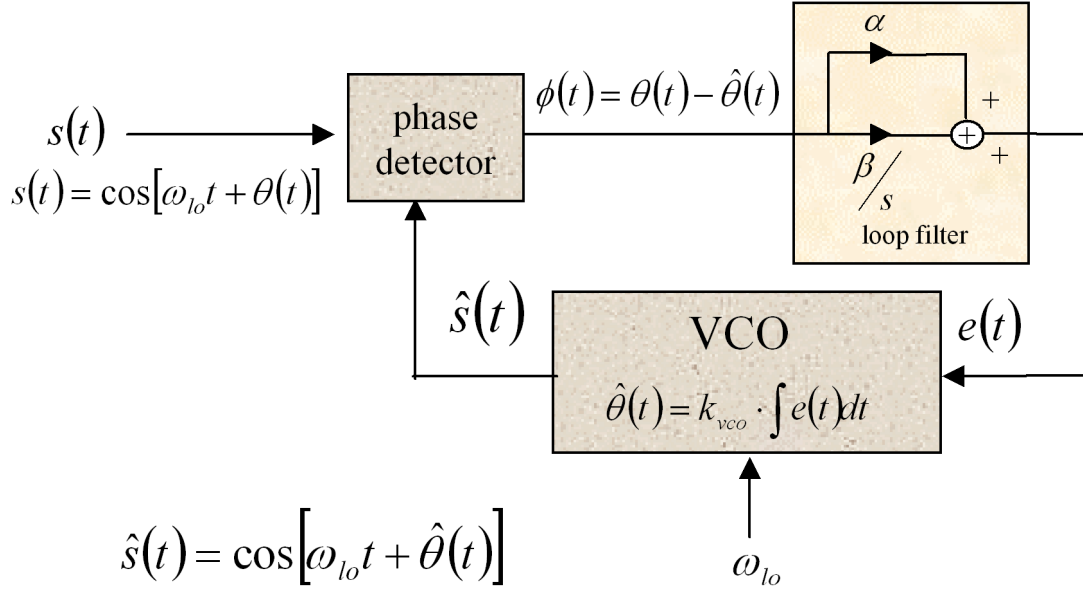 α
ϕ(t) = θ(t) − θ̂(t)
+
phase
detector
s(t)
+
+
s(t) = cos[ω_lo t + θ(t)]
β/s
loop filter
ŝ(t)
VCO
e(t)
θ̂(t) = k_vco · ∫ e(t)dt
ŝ(t) = cos[ω_lo t + θ̂(t)]
ω_lo